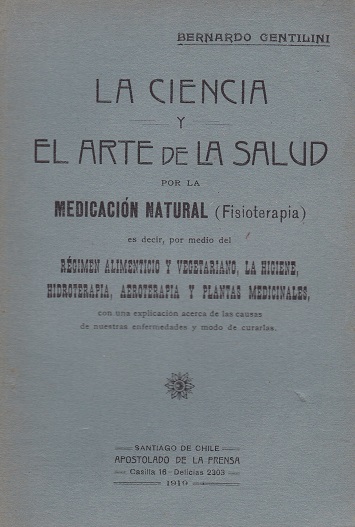 BERNARDO GENTILINI
LA CIENCIA
Y
EL ARTE DE LA SALUD
POR LA
MEDICACIÓN NATURAL (Fisioterapia)
es decir, por medio del
RÉGIMEN ALIMENTICIO Y VEGETARIANO, LA HIGIENE,
HIDROTERAPIA, AEROTERAPIA Y PLANTAS MEDICINALES,
con una explicación acerca de las causas
de nuestras enfermedades y modo de curarlas.
SANTIAGO DE CHILE
APOSTOLADO DE LA PRENSA
Casilla 16 - Delicias 2303
1919